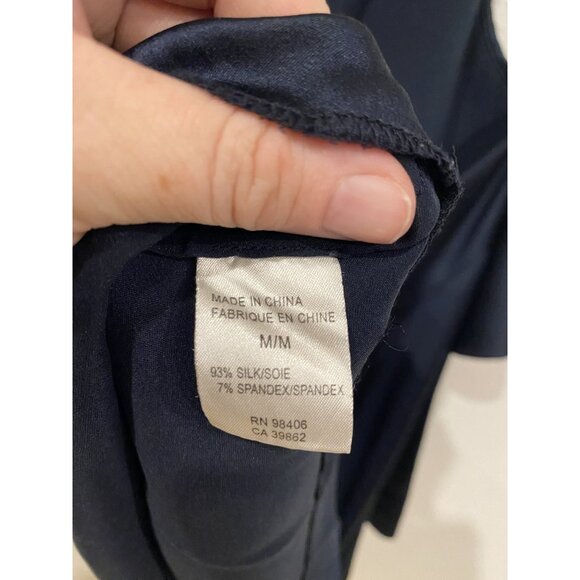 MADE IN CHINA
FABRIQUE EN CHINE
M/M
93% SILK/SOIE
7% SPANDEX/SPANDEX
RN 98406
CA 39862